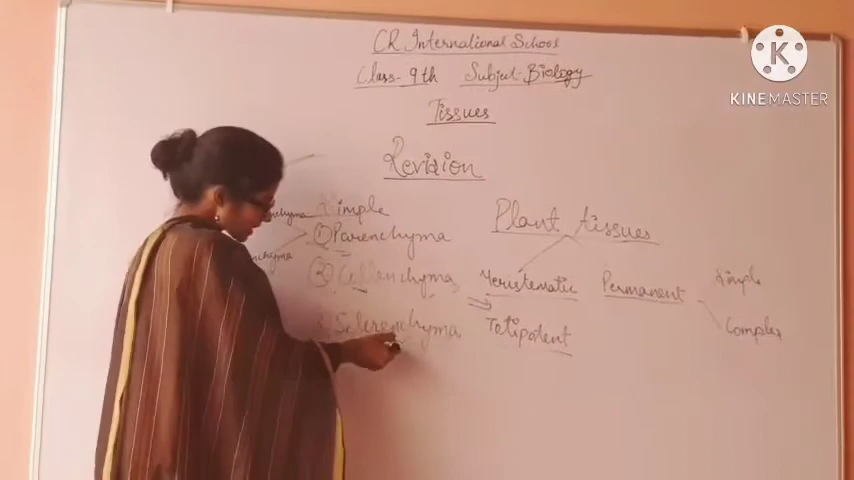 CR International School
Class- 9th Subject:- Biology
Tissues
Revision
Simple
① Parenchyma
② Collenchyma
③ Sclerenchyma
Plant tissues
Meristematic
Permanent
Simple
Complex
Totipotent
K
KINEMASTER